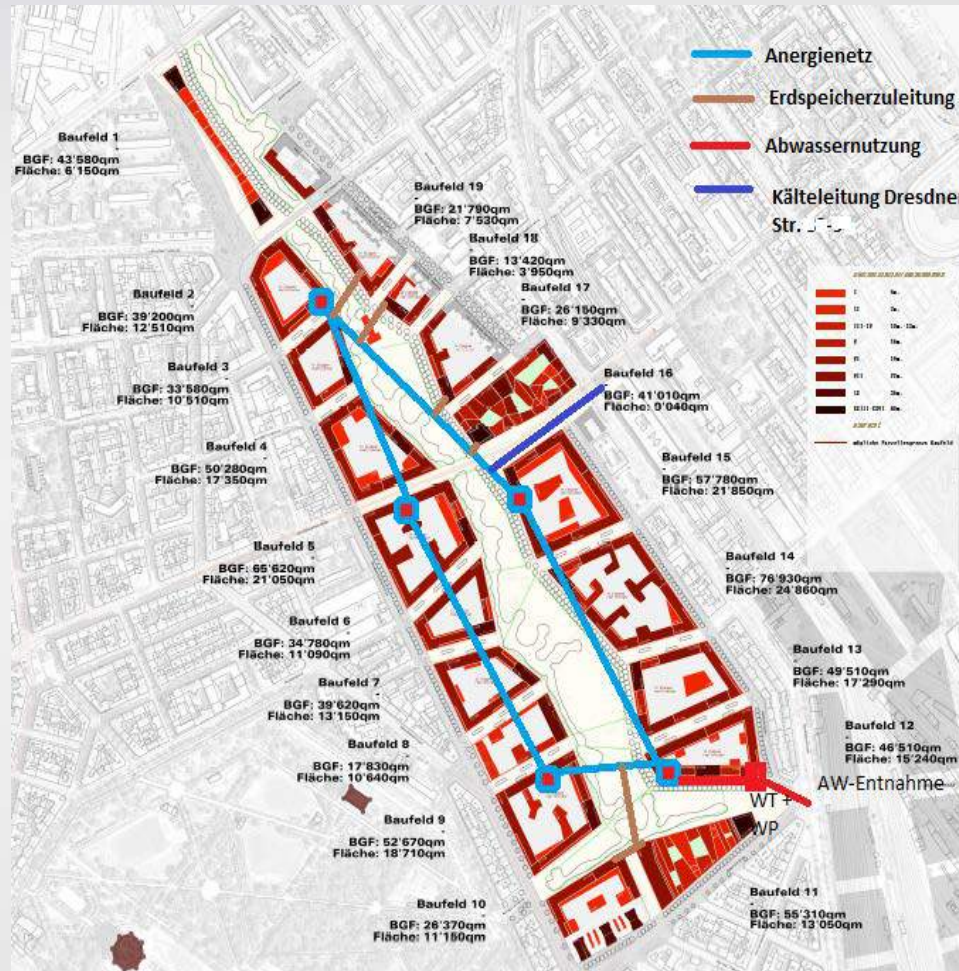 Anergienetz
Erdspeicherzuleitung
Abwassernutzung
Kälteleitung Dresdner
Str.
Baufeld 1
-
BGF: 43'580qm
Fläche: 6'150qm
Baufeld 19
-
BGF: 21'790qm
Fläche: 7'530qm
Baufeld 18
-
BGF: 13'420qm
Fläche: 3'950qm
Baufeld 17
-
BGF: 26'150qm
Fläche: 9'330qm
Baufeld 2
-
BGF: 39'200qm
Fläche: 12'510qm
Baufeld 3
-
BGF: 33'580qm
Fläche: 10'510qm
Baufeld 16
-
BGF: 41'010qm
Fläche: 9'040qm
Baufeld 4
-
BGF: 50'280qm
Fläche: 17'350qm
Baufeld 15
-
BGF: 57'780qm
Fläche: 21'850qm
Baufeld 5
-
BGF: 65'620qm
Fläche: 21'050qm
Baufeld 14
-
BGF: 76'930qm
Fläche: 24'860qm
Baufeld 6
-
BGF: 34'780qm
Fläche: 11'090qm
Baufeld 13
-
BGF: 49'510qm
Fläche: 17'290qm
Baufeld 7
-
BGF: 39'620qm
Fläche: 13'150qm
Baufeld 12
-
BGF: 46'510qm
Fläche: 15'240qm
Baufeld 8
-
BGF: 17'830qm
Fläche: 10'640qm
AW-Entnahme
WT +
WP
Baufeld 9
-
BGF: 52'670qm
Fläche: 18'710qm
Baufeld 10
-
BGF: 26'370qm
Fläche: 11'150qm
Baufeld 11
-
BGF: 55'310qm
Fläche: 13'050qm